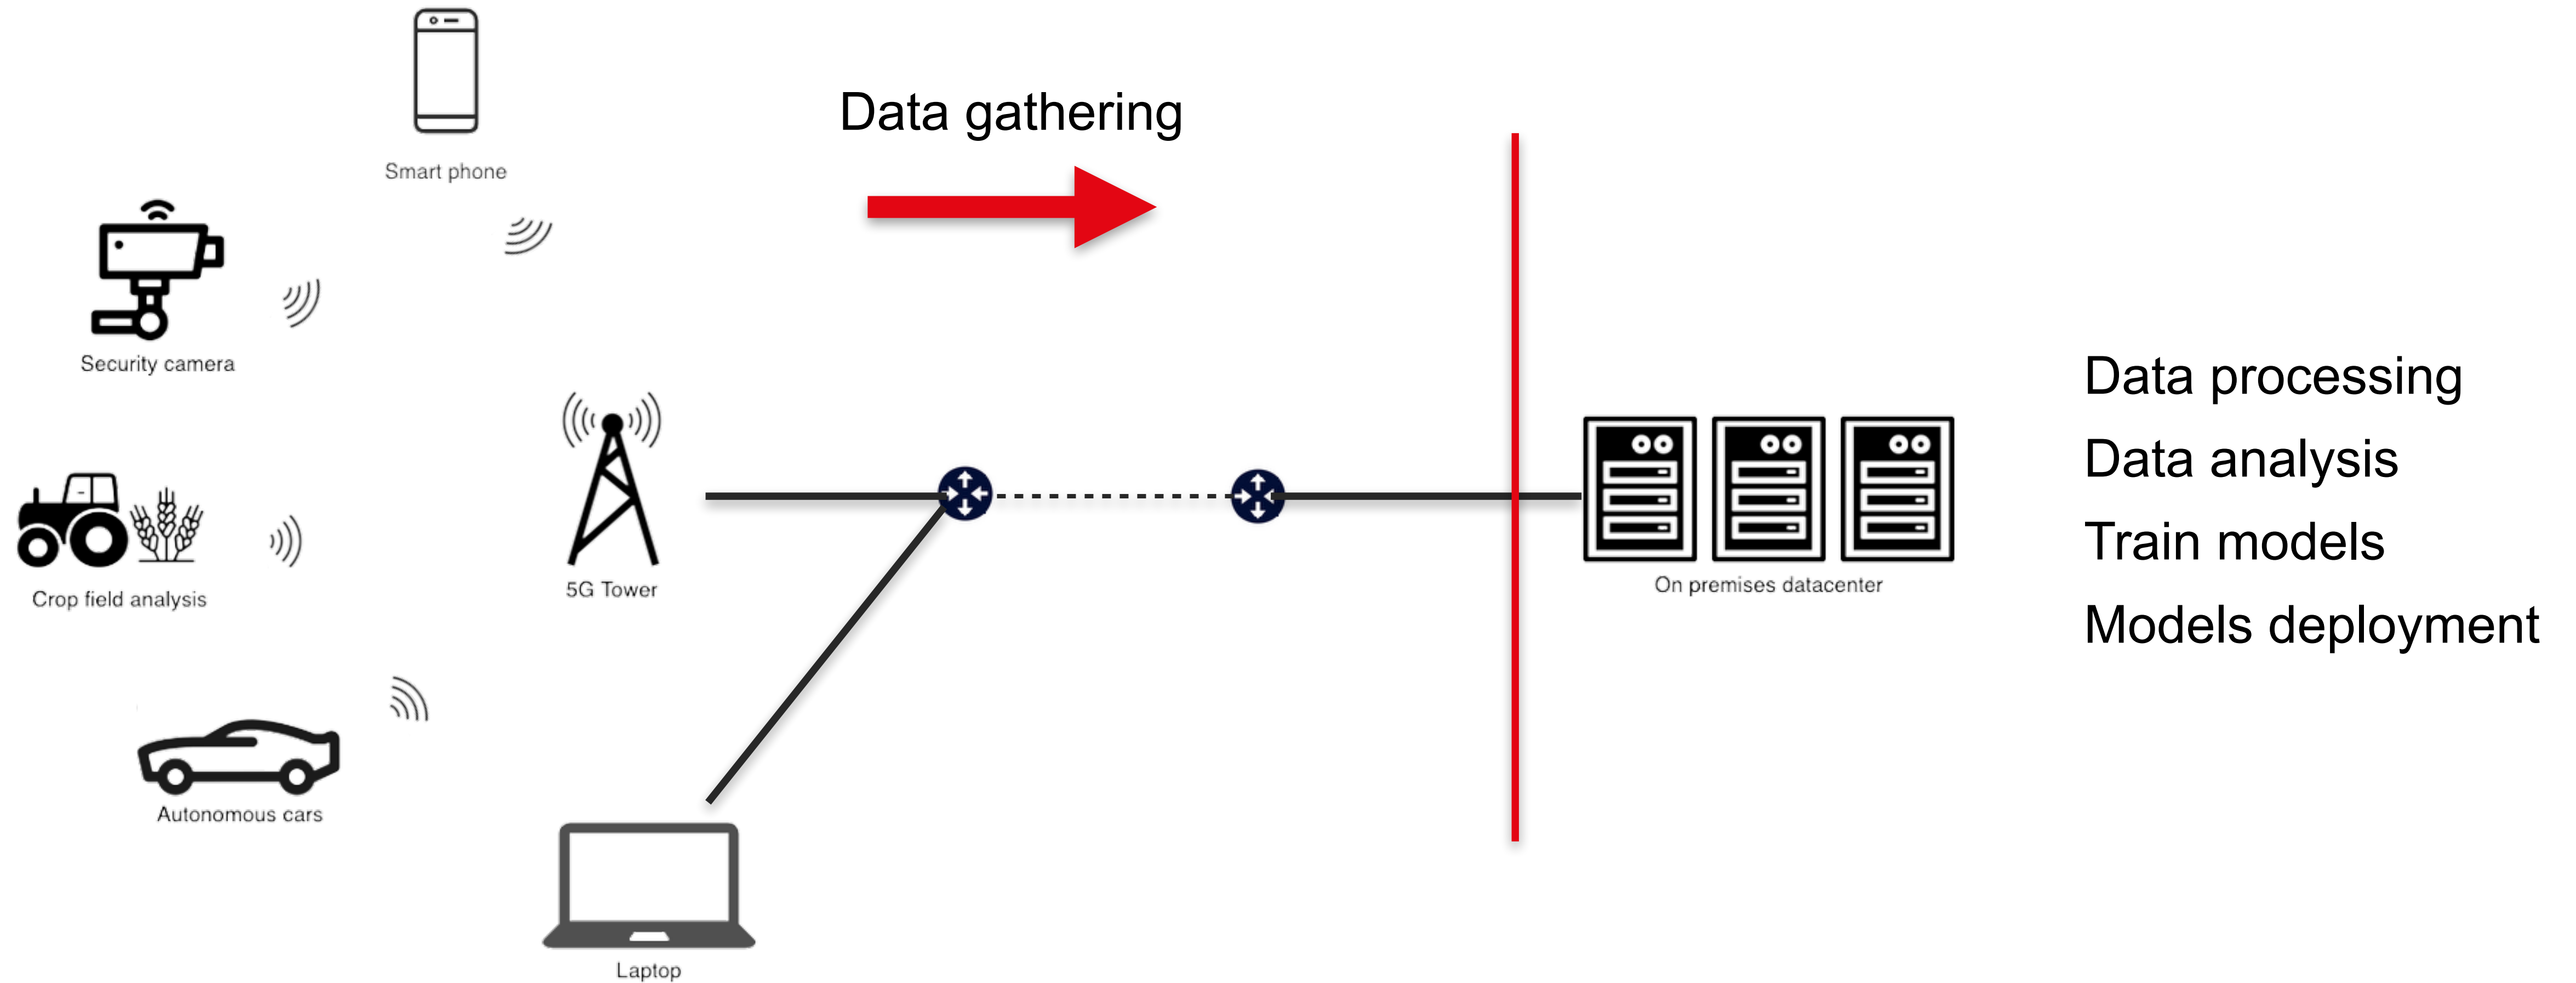 Smart phone
Data gathering
Security camera
Crop field analysis
5G Tower
Autonomous cars
Laptop
On premises datacenter
Data processing
Data analysis
Train models
Models deployment